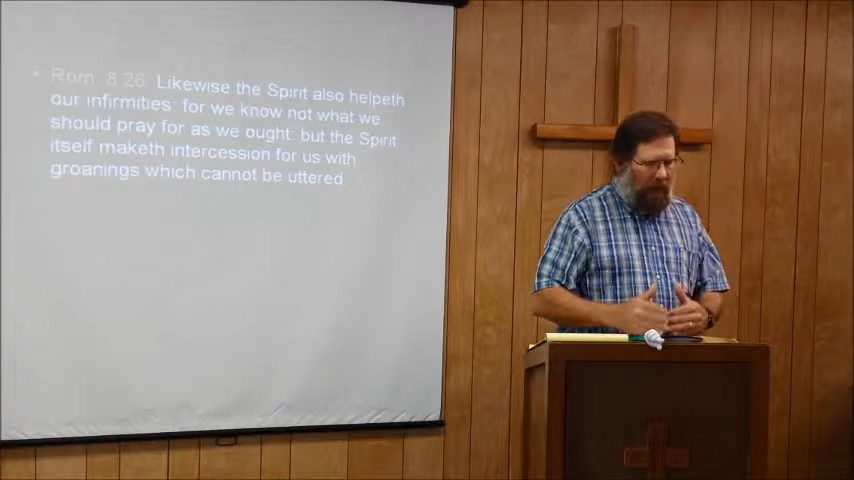 • Rom 8:26 Likewise the Spirit also helpeth
our infirmities: for we know not what we
should pray for as we ought: but the Spirit
itself maketh intercession for us with
groanings which cannot be uttered